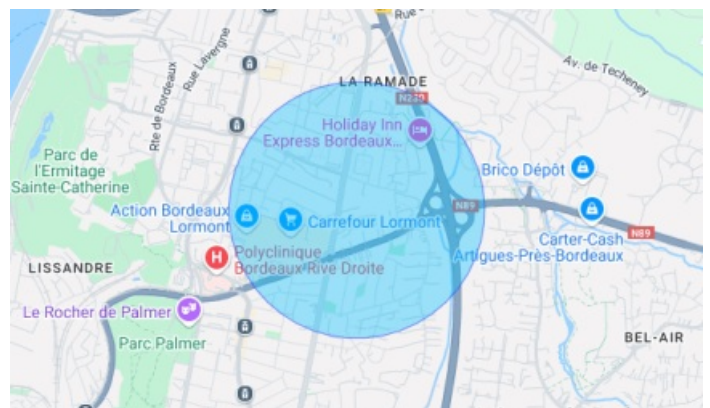 Rue
Rue Lavergne
Rte de Bordeaux
LA RAMADE
Av. de Techeney
N230
Holiday Inn
Express Bordeaux...
Parc de
l'Ermitage
Sainte-Catherine
Brico Dépôt
Action Bordeaux
Lormont
Carrefour Lormont
N89
Carter-Cash
Artigues-Près-Bordeaux
N89
H
Polyclinique
Bordeaux Rive Droite
LISSANDRE
Le Rocher de Palmer
Parc Palmer
BEL-AIR